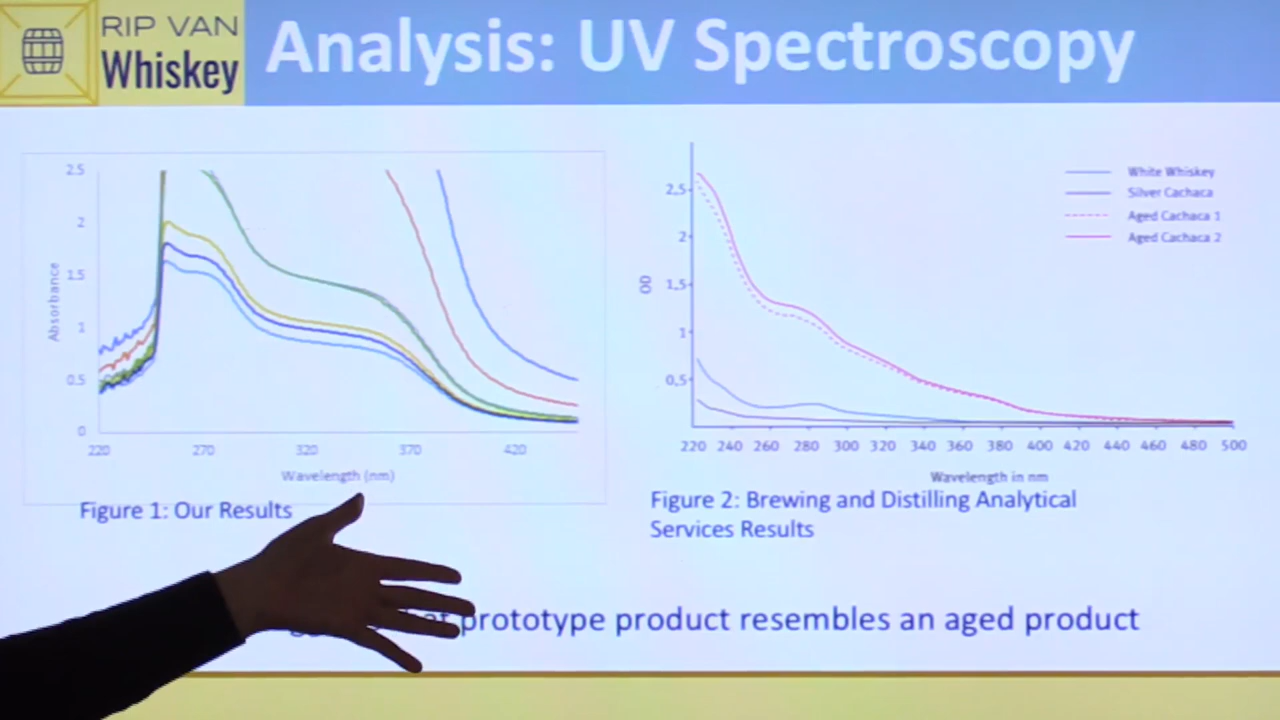 RIP VAN
Whiskey
Analysis: UV Spectroscopy
2.5
2
1.5
1
0.5
0
Absorbance
220 270 320 370 420
Wavelength (nm)
Figure 1: Our Results
2,5
2
1,5
1
0,5
OD
White Whiskey
Silver Cachaca
Aged Cachaca 1
Aged Cachaca 2
220 240 260 280 300 320 340 360 380 400 420 440 460 480 500
Wavelength in nm
Figure 2: Brewing and Distilling Analytical
Services Results
prototype product resembles an aged product